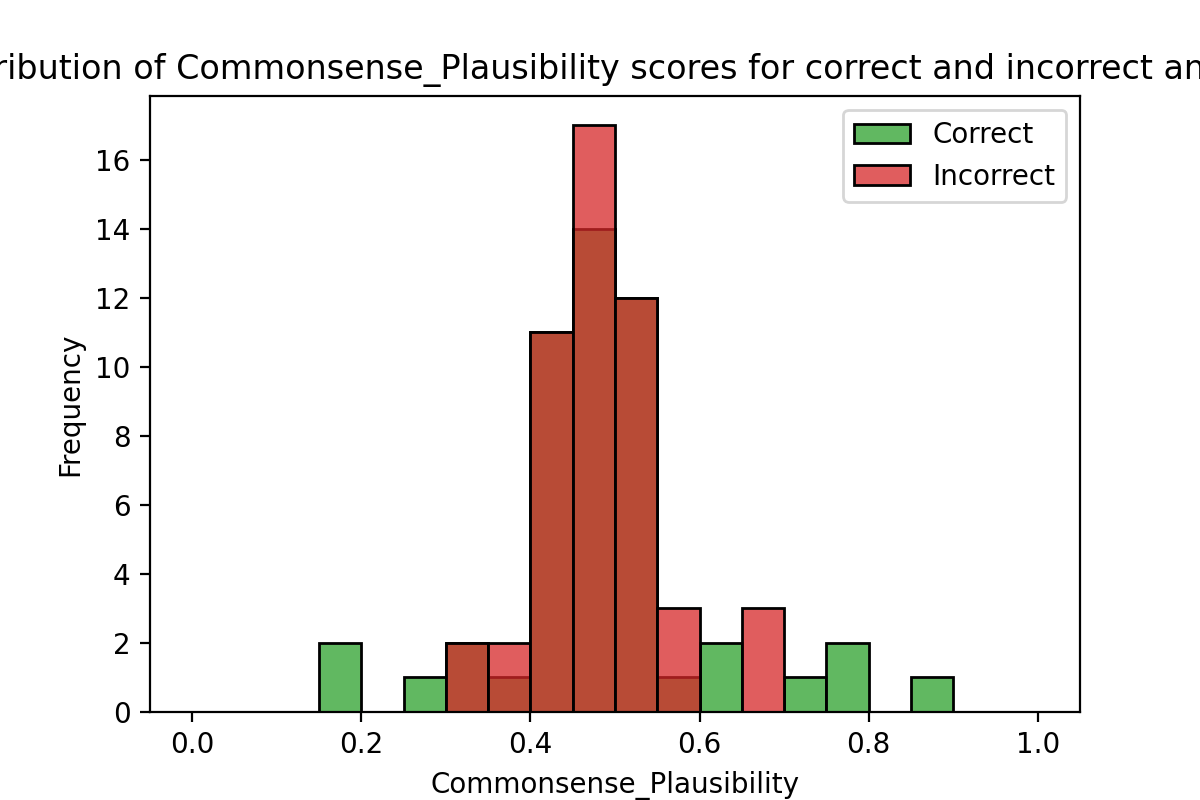 ribution of Commonsense_Plausibility scores for correct and incorrect an
Correct
Incorrect
16
14
12
10
8
6
4
2
0
Frequency
0.0 0.2 0.4 0.6 0.8 1.0
Commonsense_Plausibility